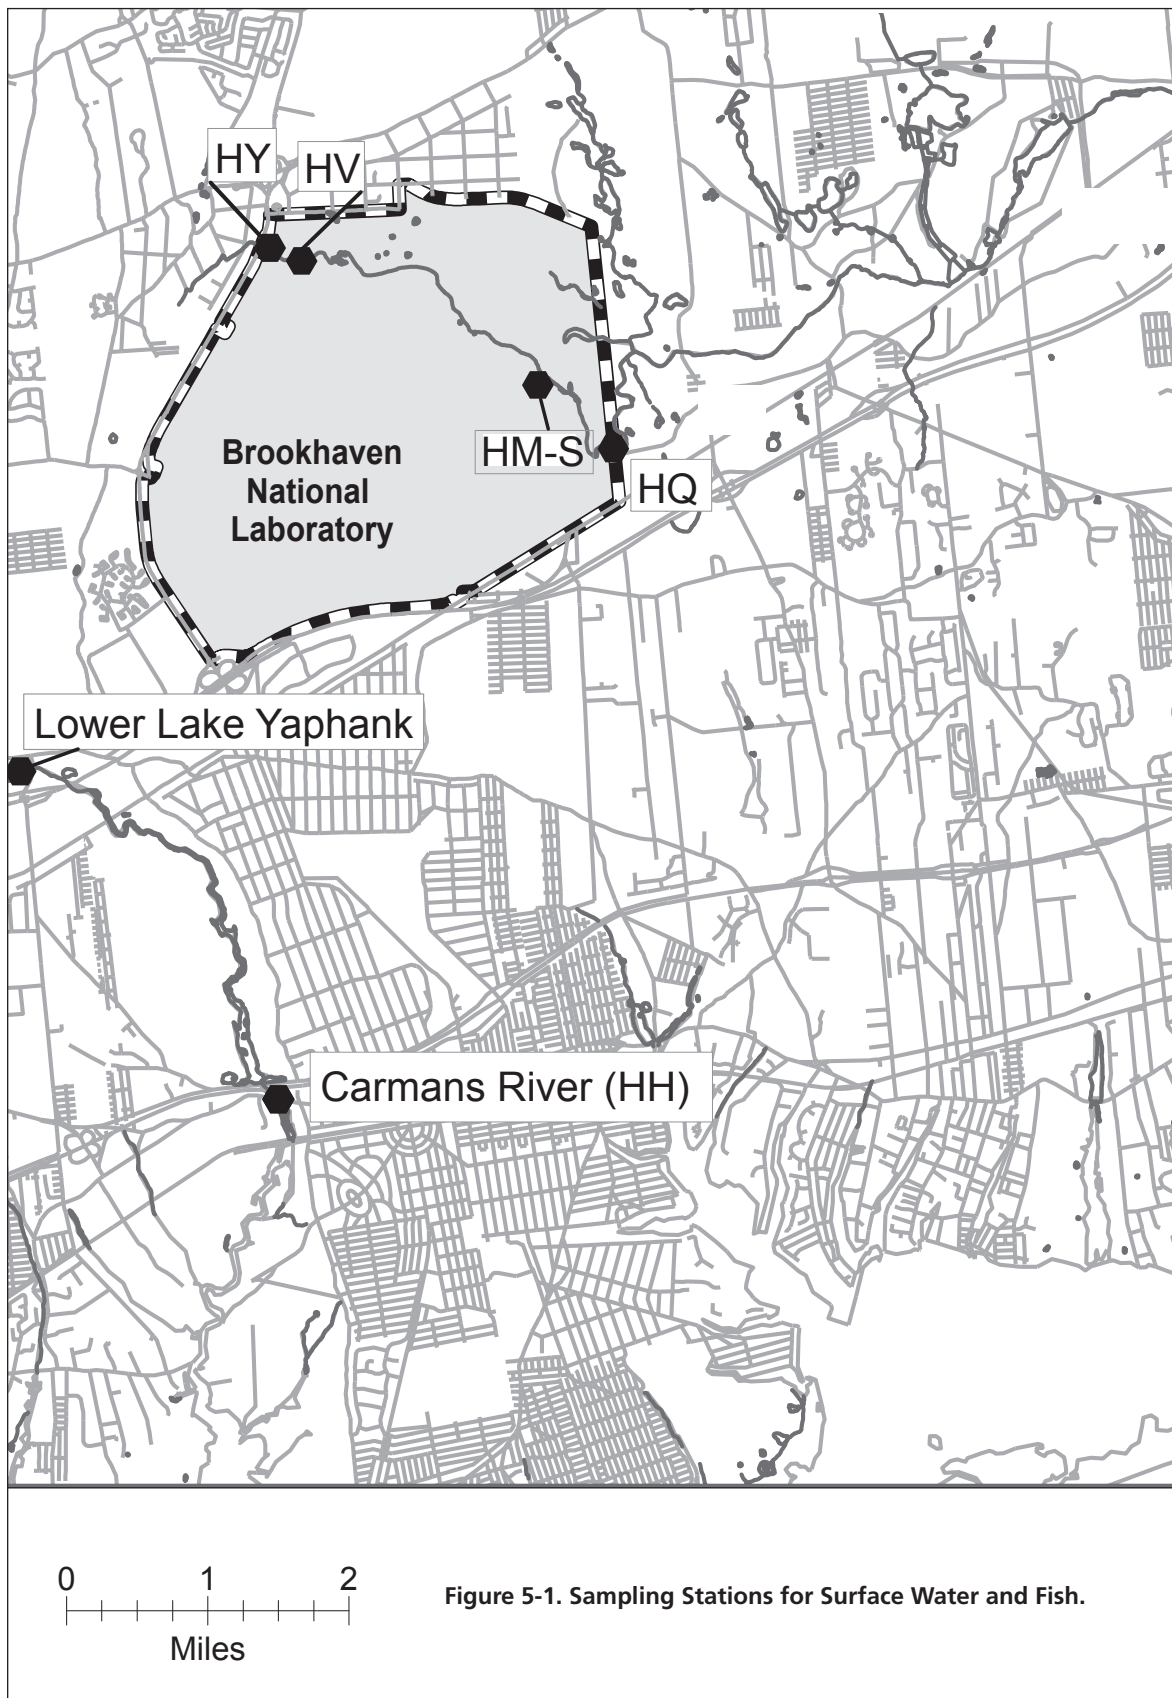 HY
HV
HM-S
HQ
Brookhaven
National
Laboratory
Lower Lake Yaphank
Carmans River (HH)
0 1 2
Miles
Figure 5-1. Sampling Stations for Surface Water and Fish.